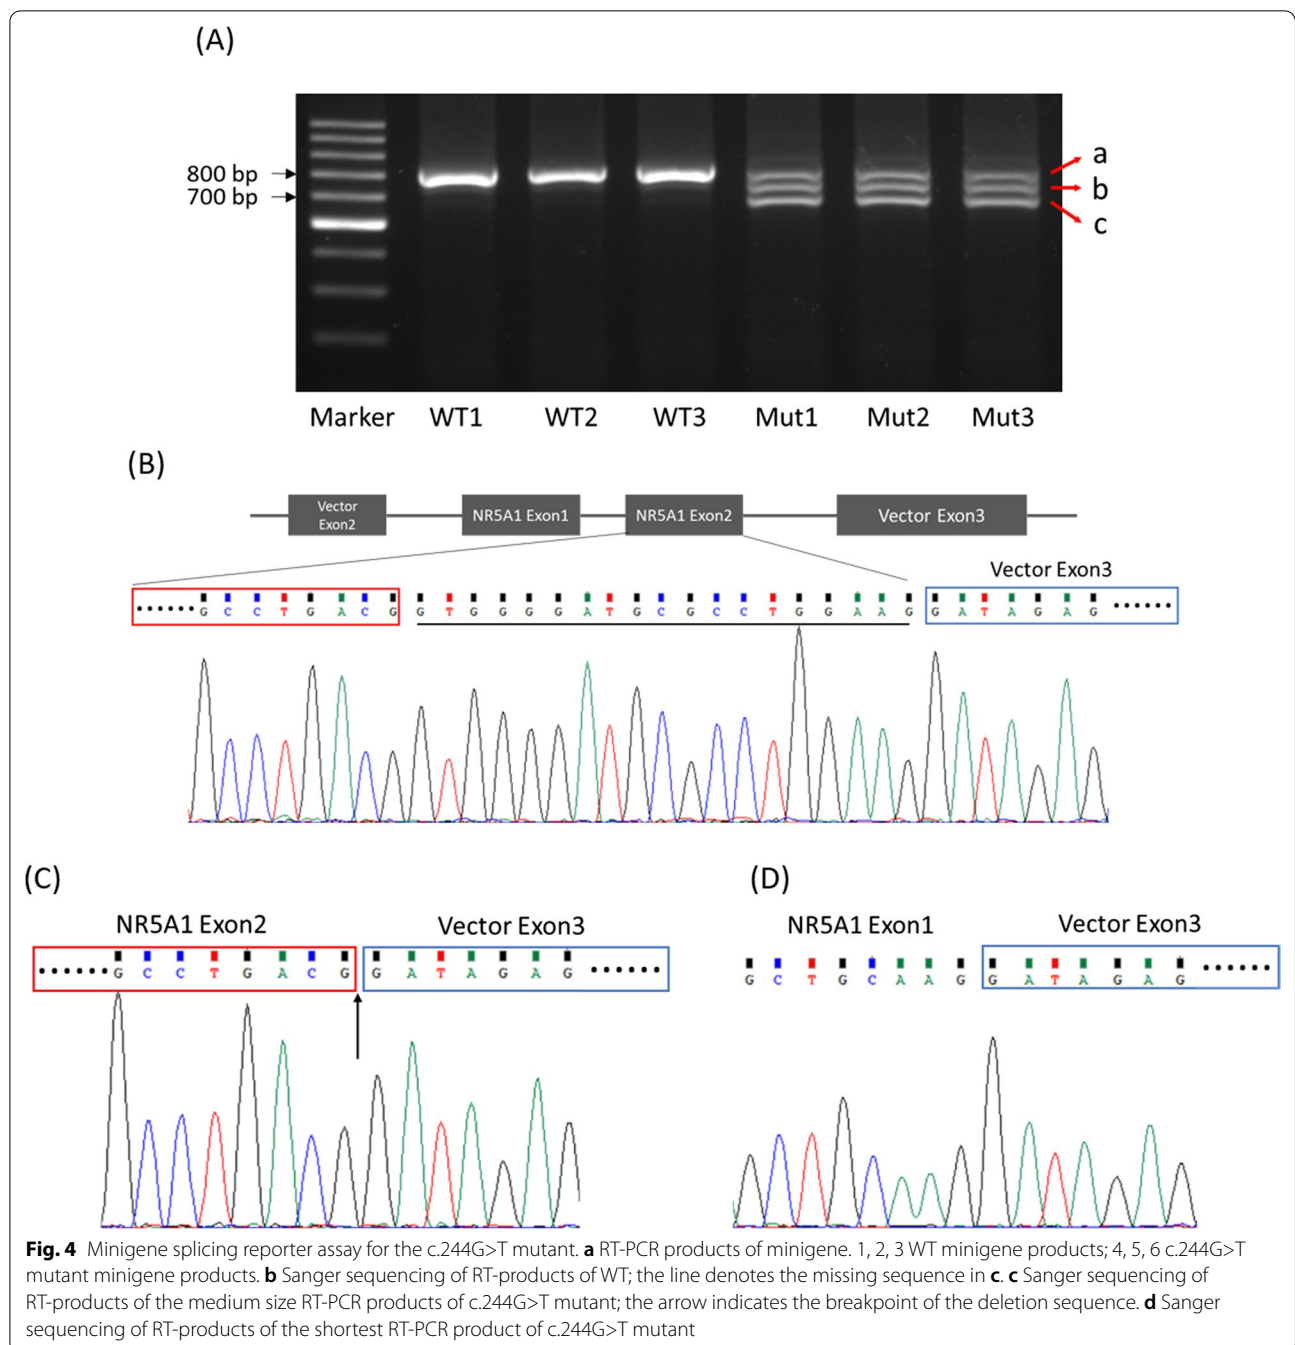 (A)
800 bp
700 bp
a
b
c
Marker WT1 WT2 WT3 Mut1 Mut2 Mut3
(B)
Vector
Exon2
NR5A1 Exon1
NR5A1 Exon2
Vector Exon3
Vector Exon3
......G C C T G A C G G T G G G G A T G C G C C T G G A A G G A T A G A G ......
(C)
(D)
NR5A1 Exon2 Vector Exon3
......G C C T G A C G G A T A G A G ......
NR5A1 Exon1 Vector Exon3
G C T G C A A G G A T A G A G ......
Fig. 4 Minigene splicing reporter assay for the c.244G>T mutant. a RT-PCR products of minigene. 1, 2, 3 WT minigene products; 4, 5, 6 c.244G>T
mutant minigene products. b Sanger sequencing of RT-products of WT; the line denotes the missing sequence in c. c Sanger sequencing of
RT-products of the medium size RT-PCR products of c.244G>T mutant; the arrow indicates the breakpoint of the deletion sequence. d Sanger
sequencing of RT-products of the shortest RT-PCR product of c.244G>T mutant